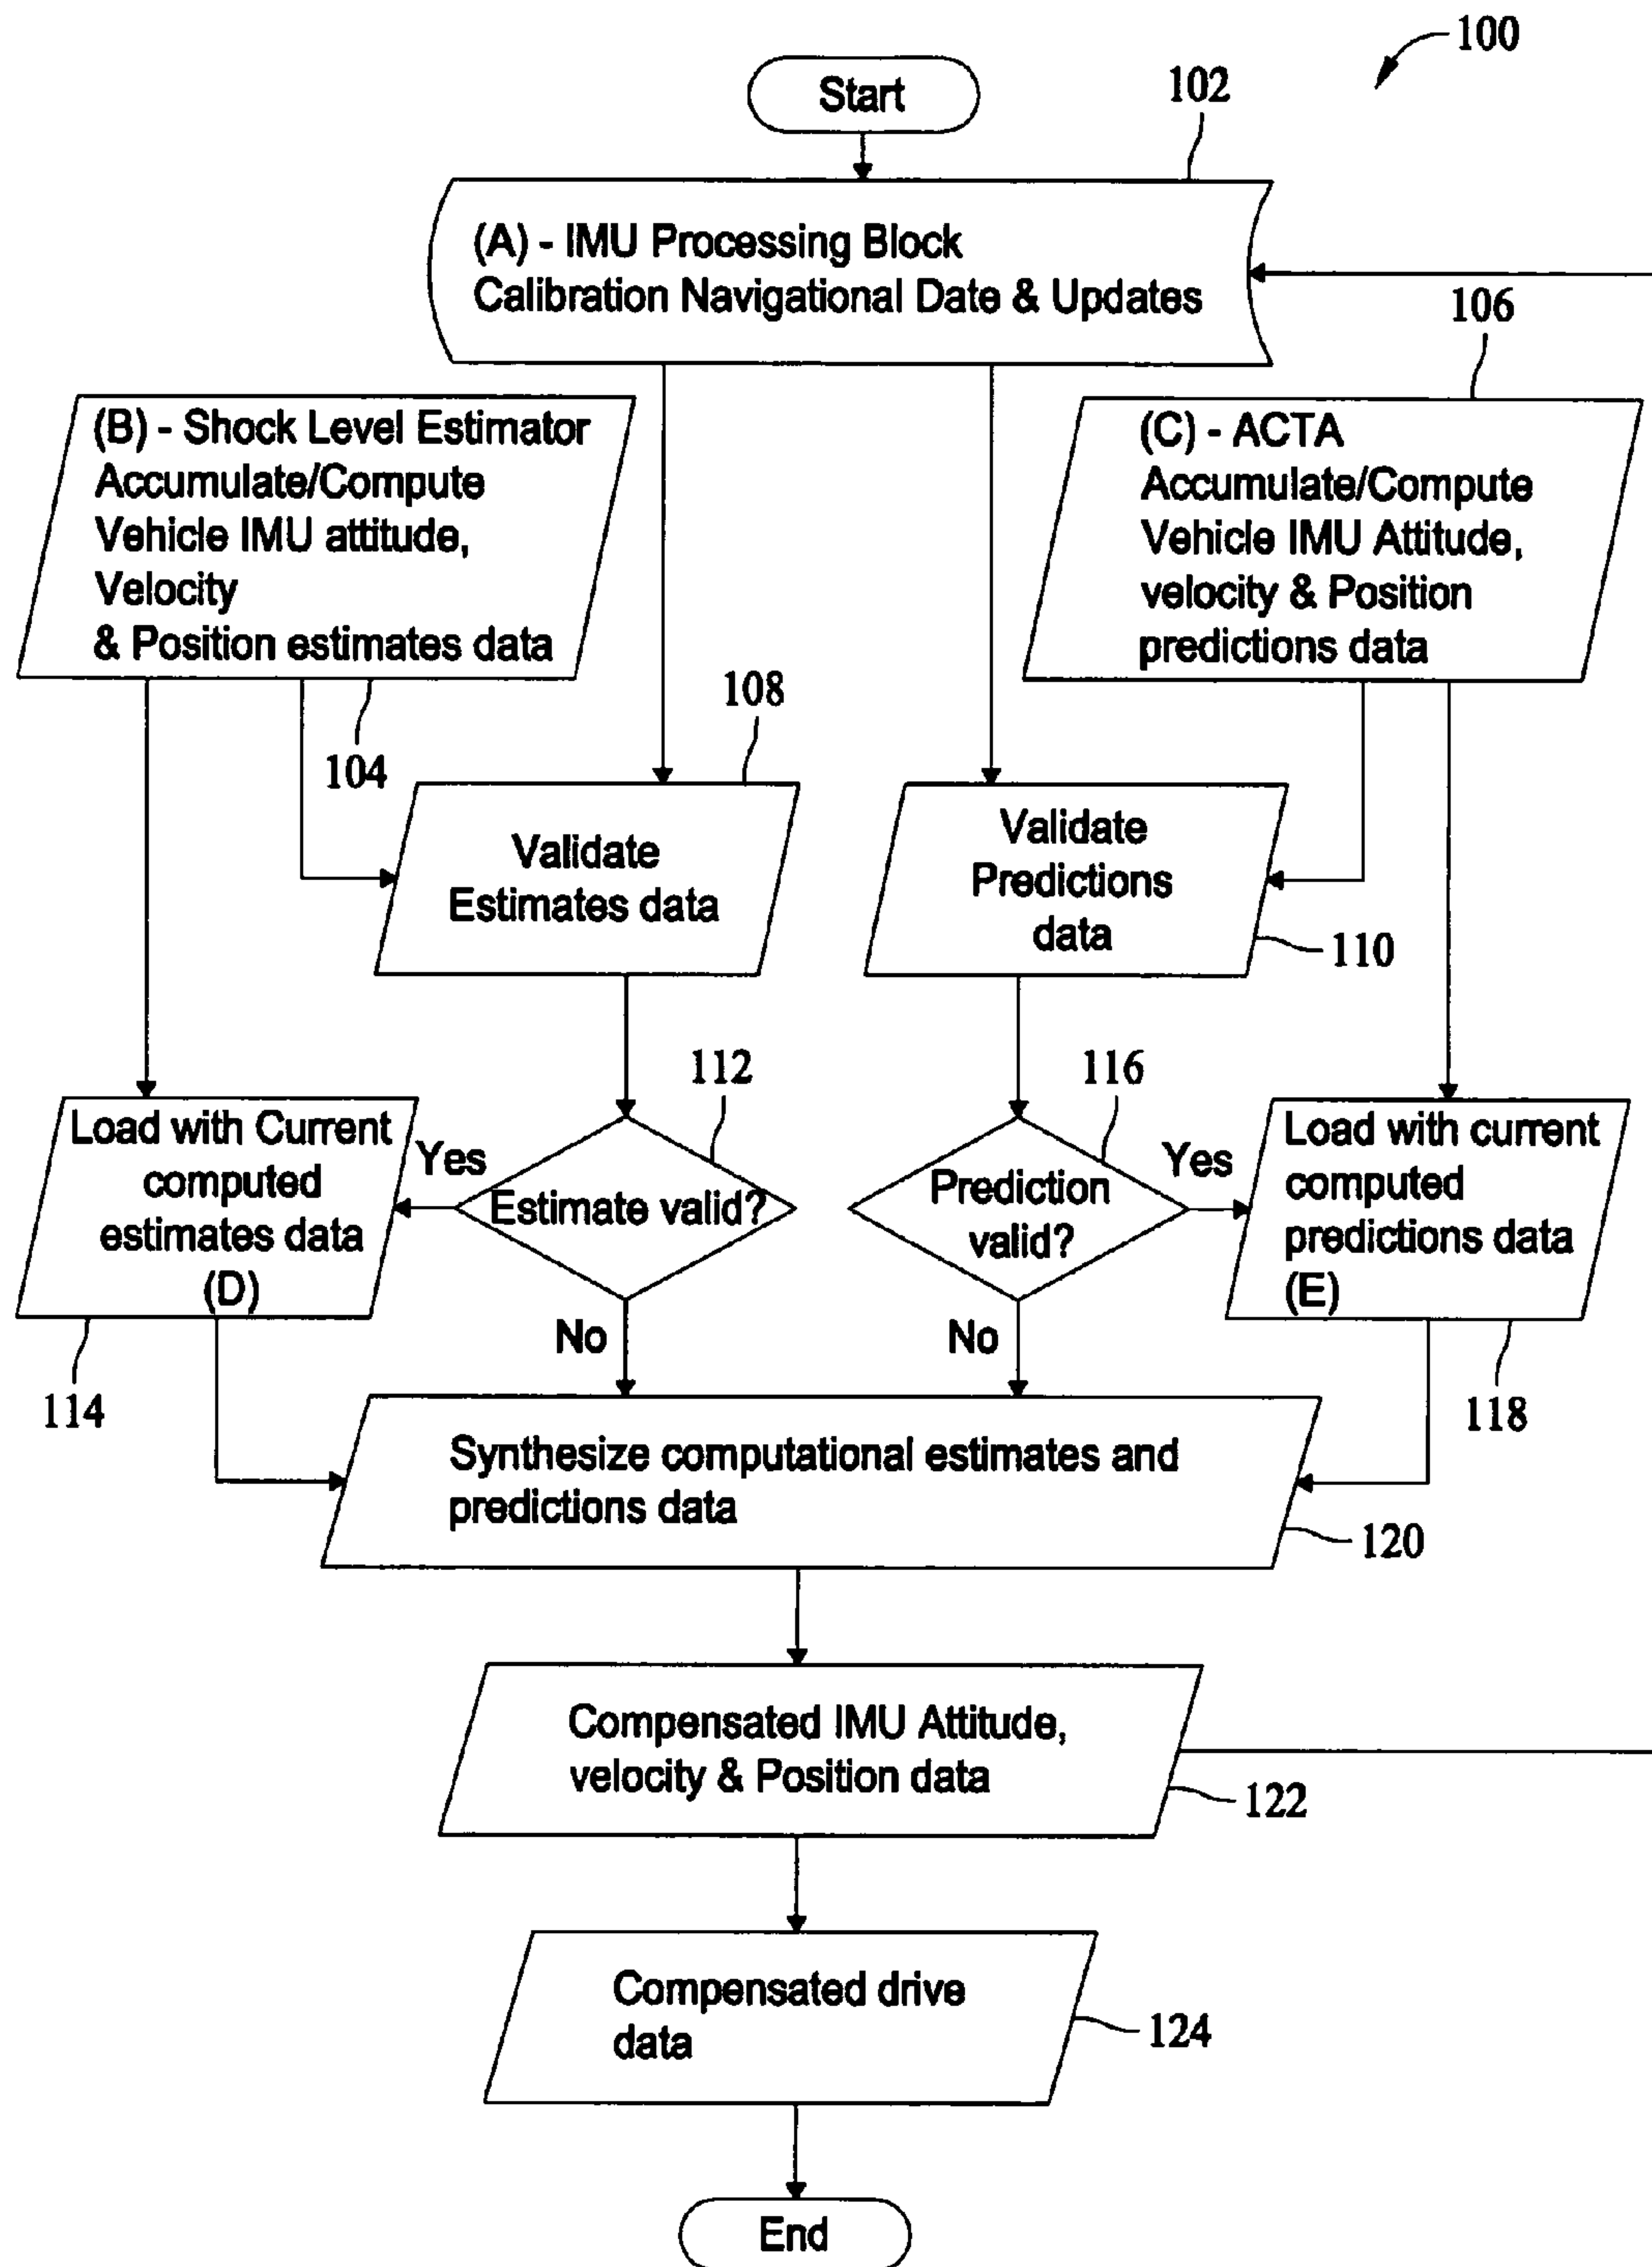 100
Start
102
(A) - IMU Processing Block
Calibration Navigational Date & Updates
106
(B) - Shock Level Estimator
Accumulate/Compute
Vehicle IMU attitude,
Velocity
& Position estimates data
104
(C) - ACTA
Accumulate/Compute
Vehicle IMU Attitude,
velocity & Position
predictions data
108
Validate
Estimates data
Validate
Predictions
data
110
112
116
Load with Current
computed
estimates data
(D)
114
Yes
Estimate valid?
No
Prediction
valid?
Yes
No
Load with current
computed
predictions data
(E)
118
Synthesize computational estimates and
predictions data
120
Compensated IMU Attitude,
velocity & Position data
122
Compensated drive
data
124
End